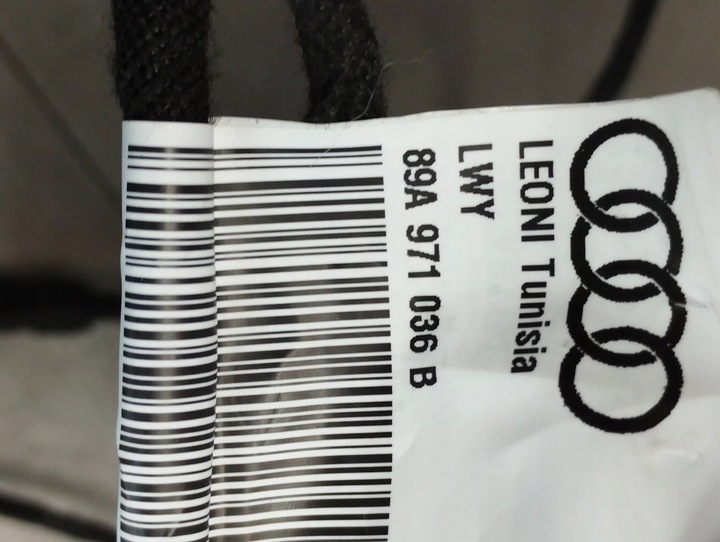 LEONI Tunisia
LWY
89A 971 036 B